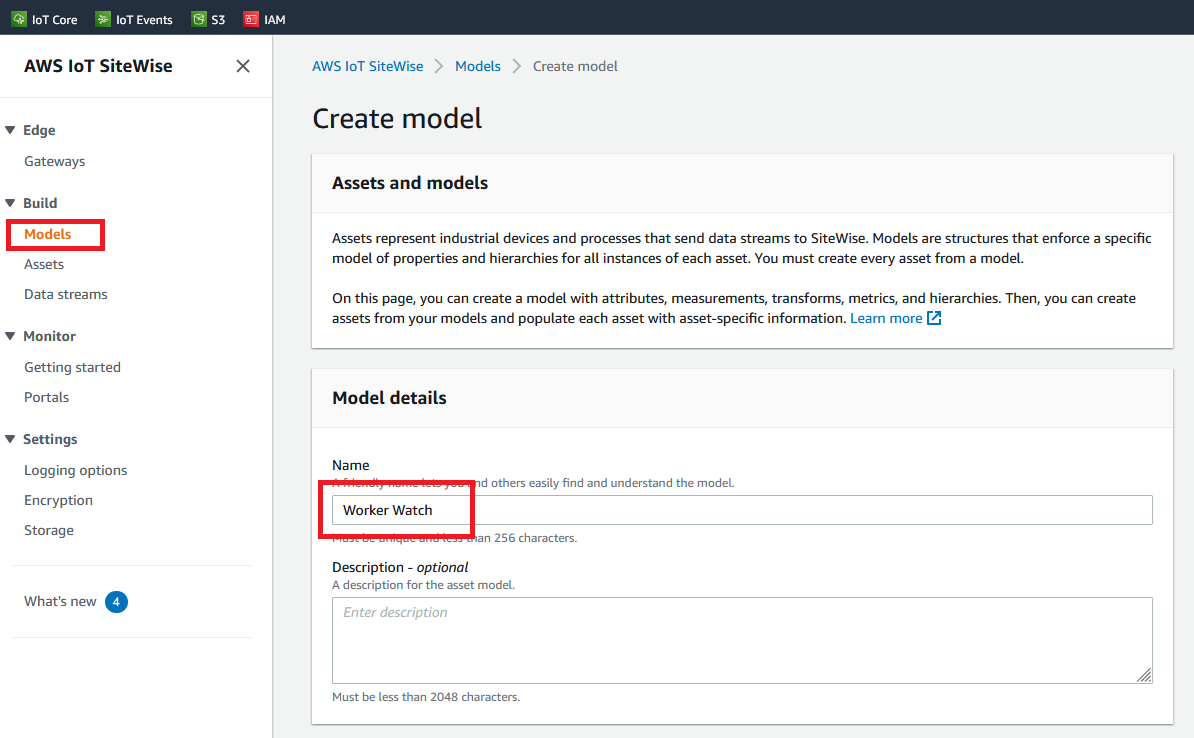 IoT Core IoT Events S3 IAM
AWS IoT SiteWise
Edge
Gateways
Build
Models
Assets
Data streams
Monitor
Getting started
Portals
Settings
Logging options
Encryption
Storage
What's new 4
AWS IoT SiteWise Models Create model
Create model
Assets and models
Assets represent industrial devices and processes that send data streams to SiteWise. Models are structures that enforce a specific
model of properties and hierarchies for all instances of each asset. You must create every asset from a model.
On this page, you can create a model with attributes, measurements, transforms, metrics, and hierarchies. Then, you can create
assets from your models and populate each asset with asset-specific information. Learn more
Model details
Name
A friendly name lets you and others easily find and understand the model.
Worker Watch
Must be unique and less than 256 characters.
Description - optional
A description for the asset model.
Enter description
Must be less than 2048 characters.